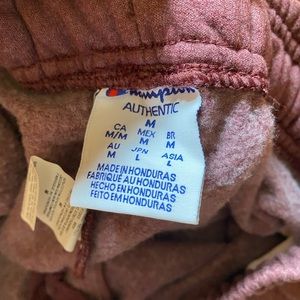 Champion
AUTHENTIC
M
CA MEX BR
M/M M M
AU JPN ASIA
M L L
MADE IN HONDURAS
FABRIQUÉ AU HONDURAS
HECHO EN HONDURAS
FEITO EM HONDURAS